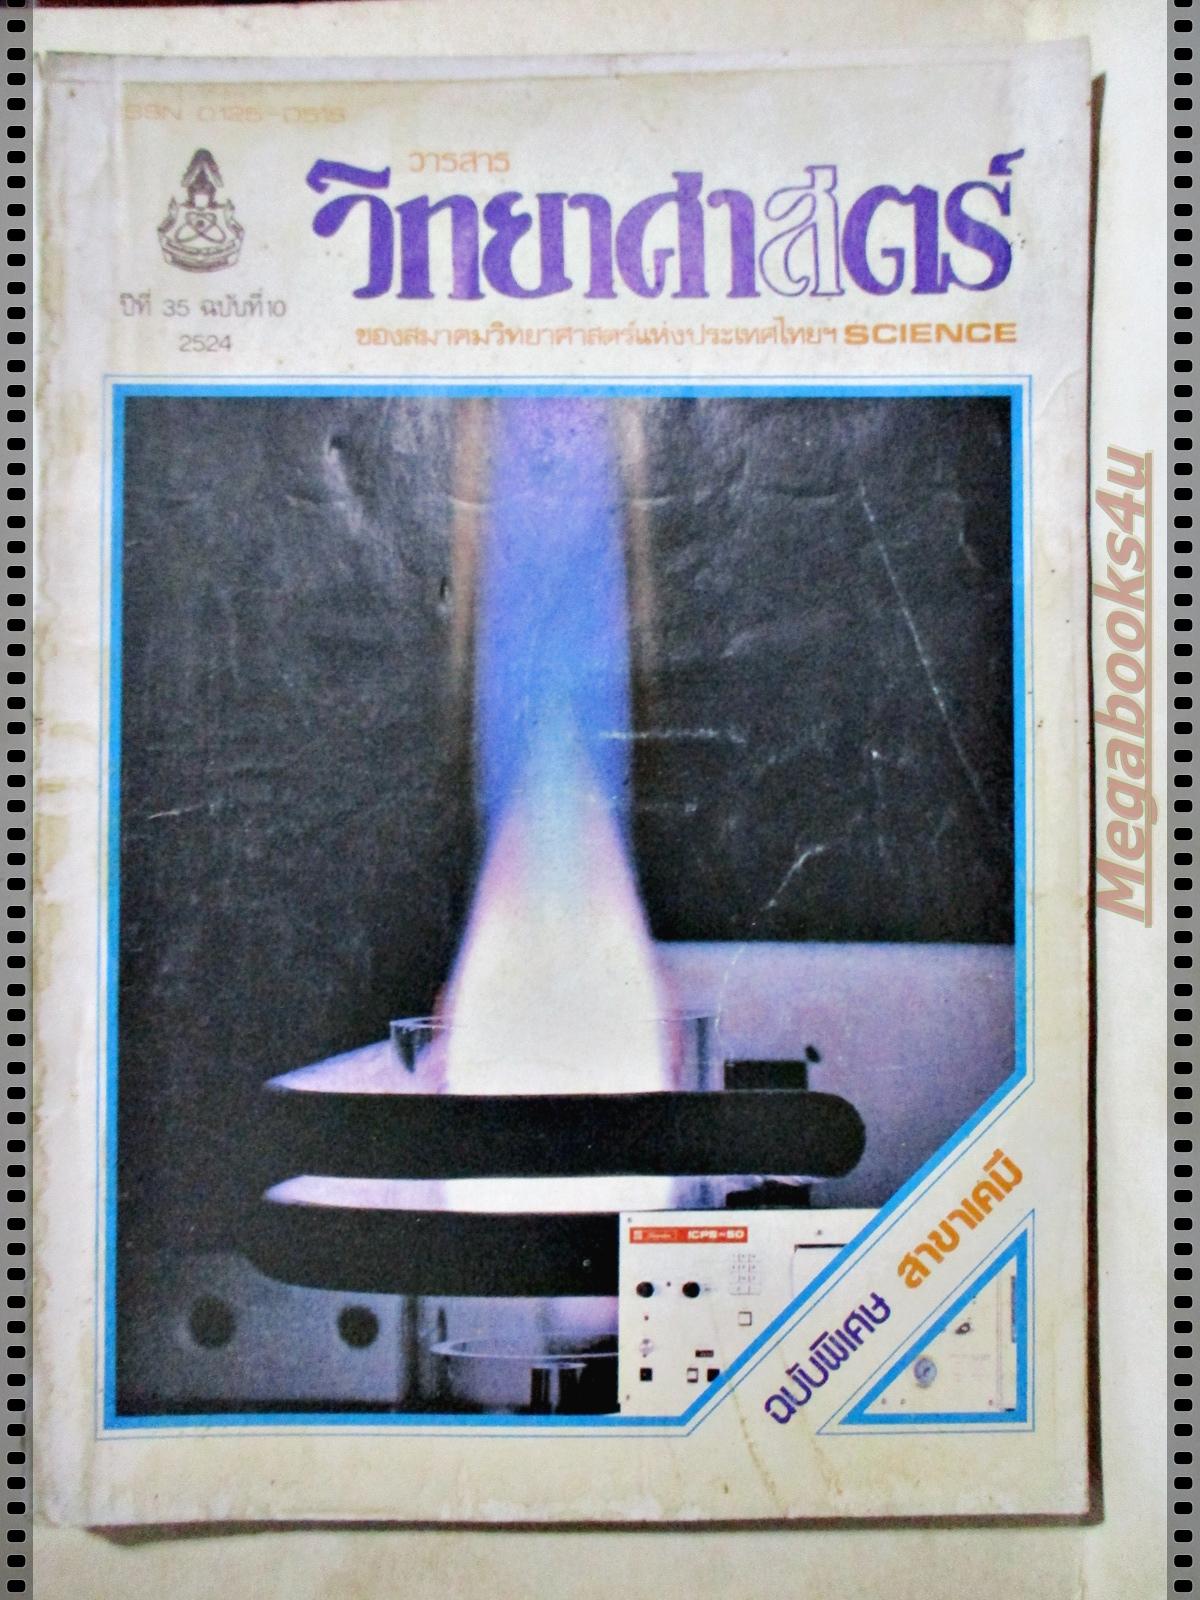 ISSN 0125-0515
วารสาร
วิทยาศาสตร์
ปีที่ 35 ฉบับที่10
2524
ของสมาคมวิทยาศาสตร์แห่งประเทศไทยฯ SCIENCE
Megabooks4u
ICPS-50
ฉบับพิเศษ สาขาเคมี